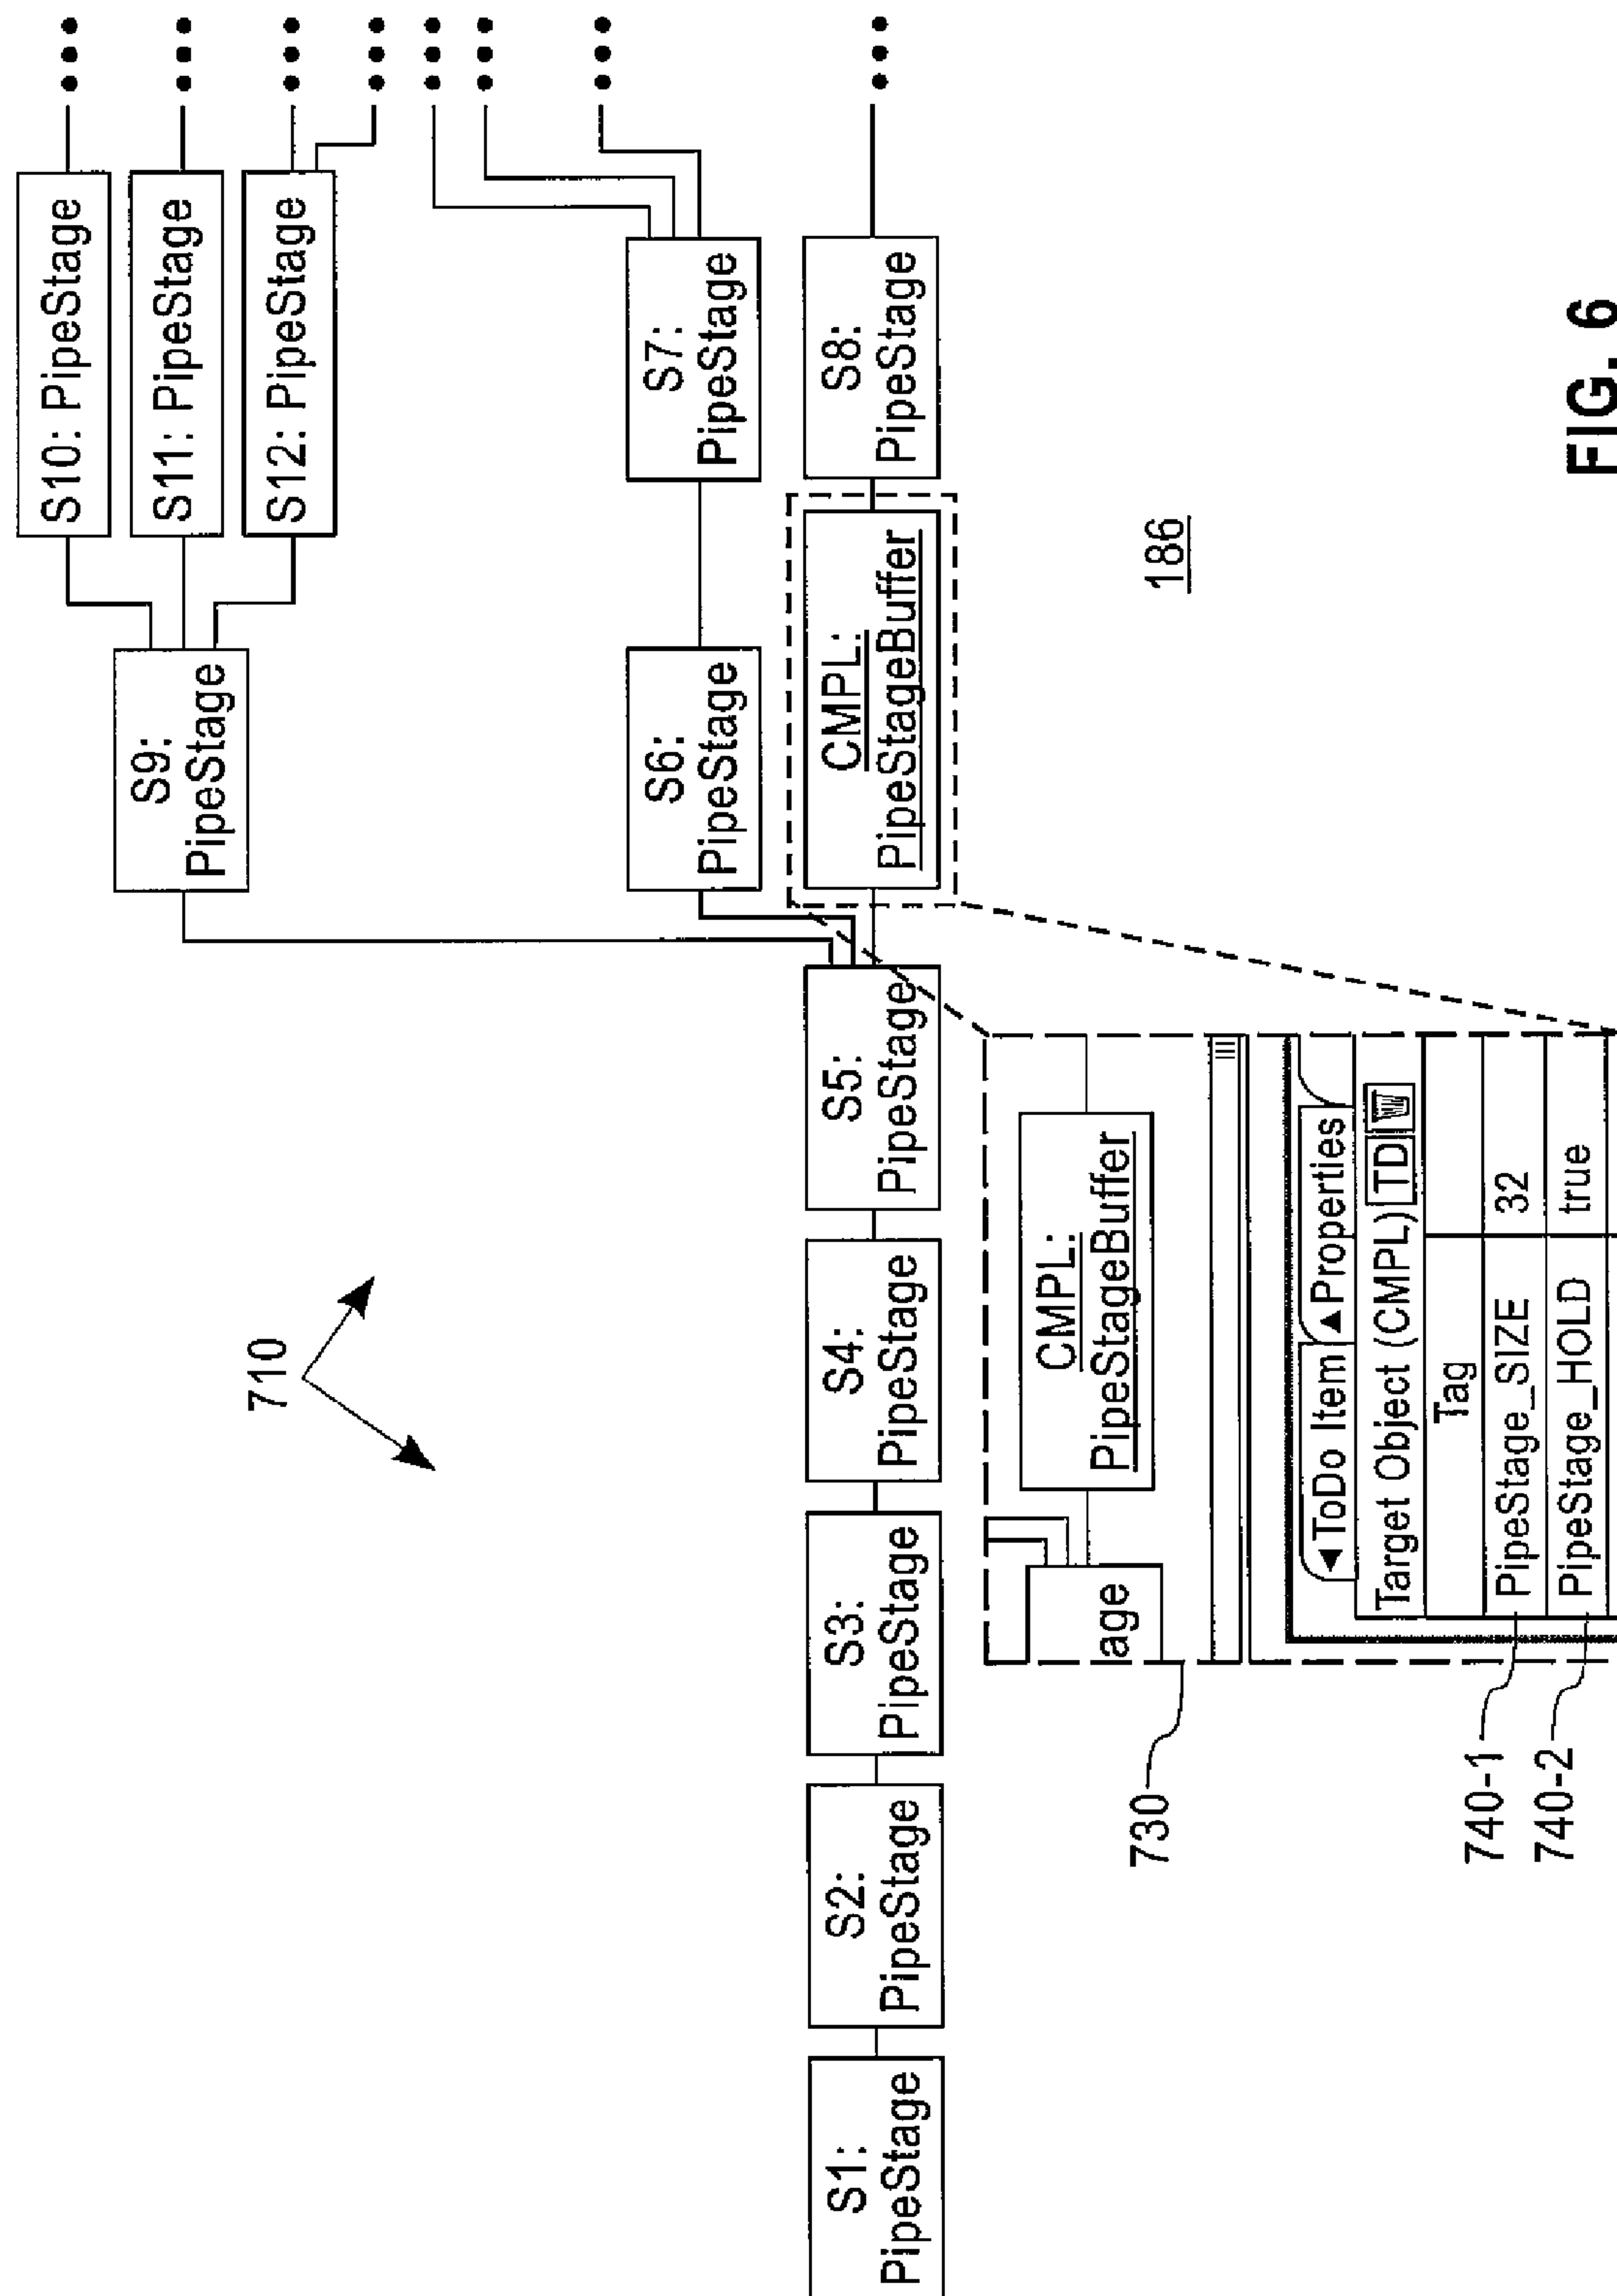 S10: PipeStage
S11: PipeStage
S12: PipeStage
S9:
PipeStage
710
S6:
PipeStage
S7:
PipeStage
S1:
PipeStage
S2:
PipeStage
S3:
PipeStage
S4:
PipeStage
S5:
PipeStage
CMPL:
PipeStageBuffer
S8:
PipeStage
age
CMPL:
PipeStageBuffer
730
186
ToDo Item
Properties
Target Object (CMPL) TD
Tag
740-1
PipeStage_SIZE
32
740-2
PipeStage_HOLD
true
FIG. 6